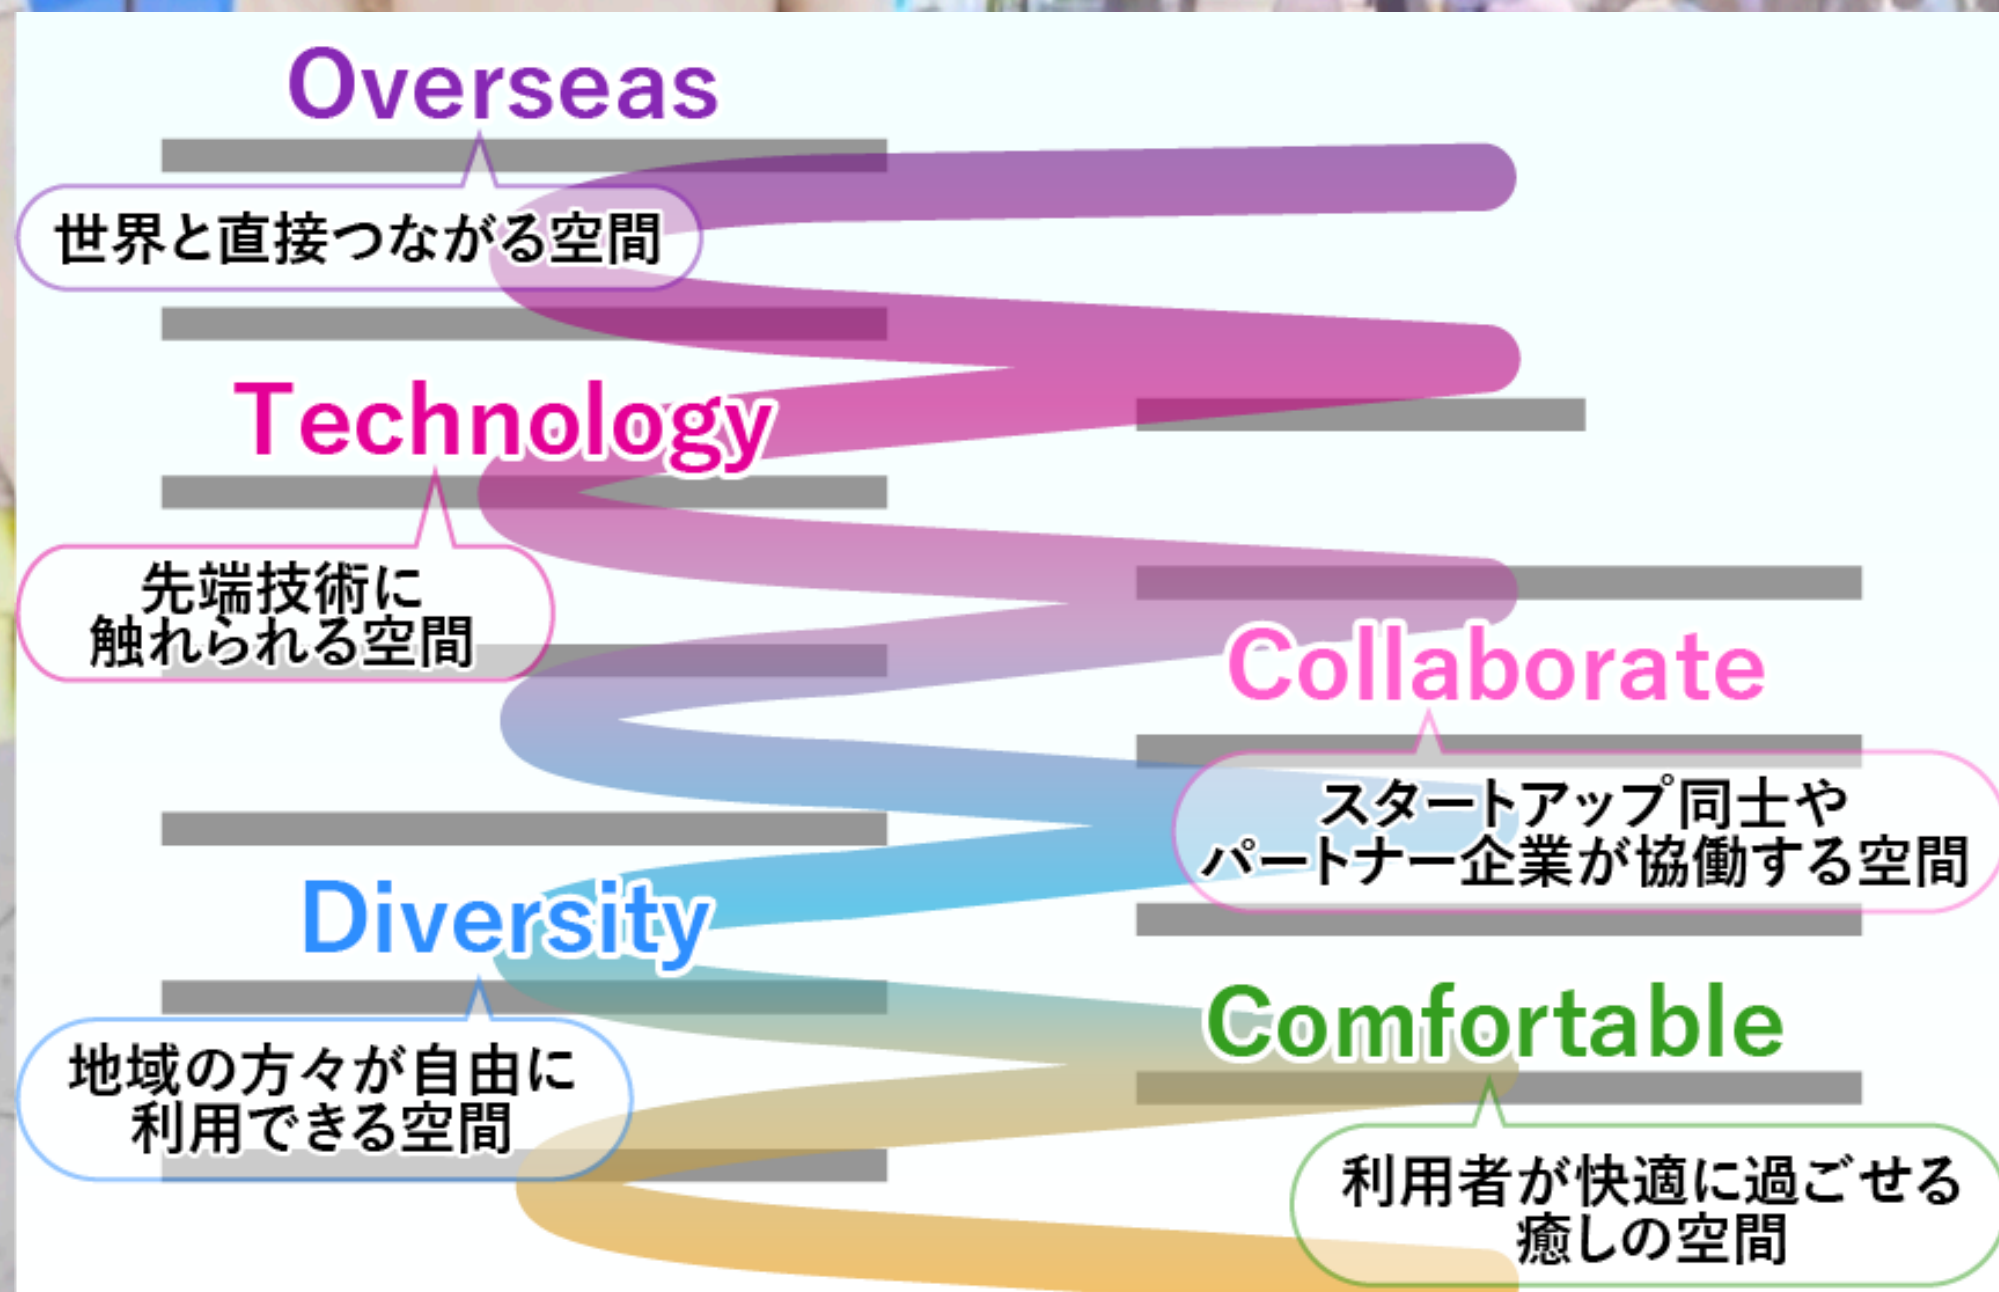 Overseas
世界と直接つながる空間
Technology
先端技術に
触れられる空間
Collaborate
スタートアップ同士や
パートナー企業が協働する空間
Diversity
地域の方々が自由に
利用できる空間
Comfortable
利用者が快適に過ごせる
癒しの空間